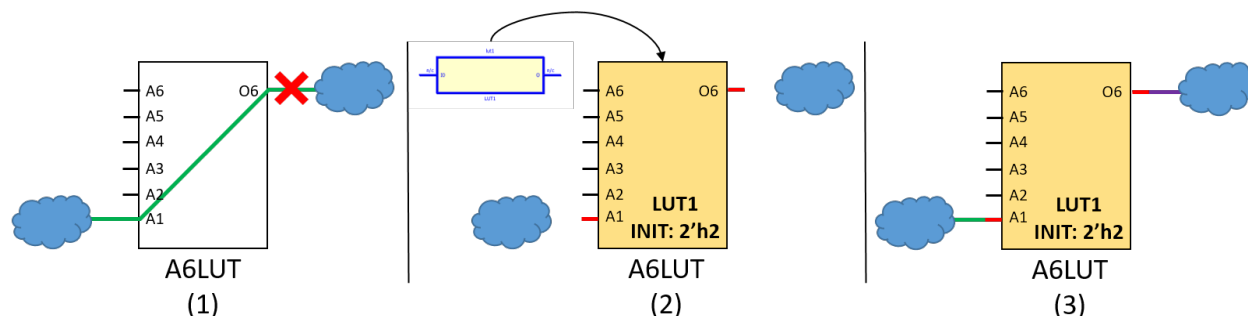 A6
A5
A4
A3
A2
A1
O6
A6LUT
(1)
LUT1
A6
A5
A4
A3
A2
A1
O6
LUT1
INIT: 2'h2
A6LUT
(2)
A6
A5
A4
A3
A2
A1
O6
LUT1
INIT: 2'h2
A6LUT
(3)